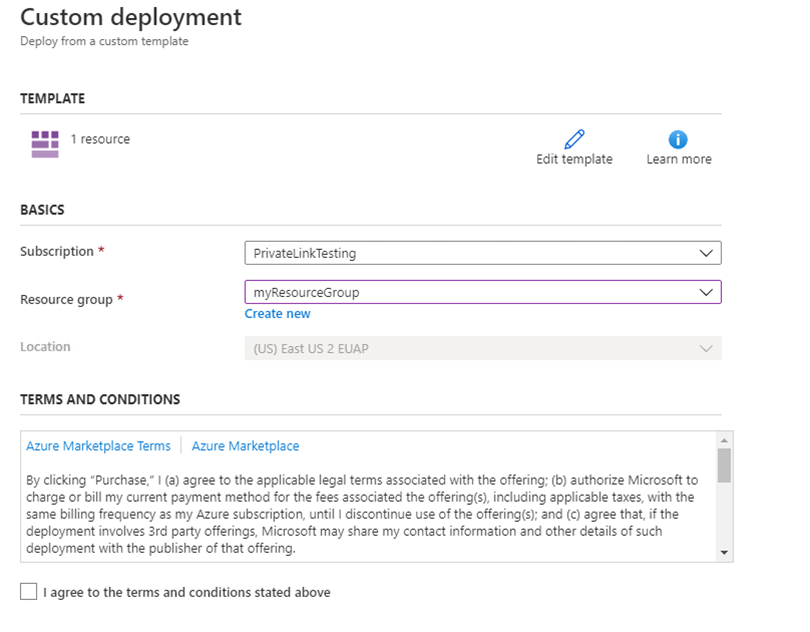 Custom deployment
Deploy from a custom template
TEMPLATE
1 resource
Edit template
Learn more
BASICS
Subscription *
PrivateLinkTesting
Resource group *
myResourceGroup
Create new
Location
(US) East US 2 EUAP
TERMS AND CONDITIONS
Azure Marketplace Terms | Azure Marketplace
By clicking “Purchase,” I (a) agree to the applicable legal terms associated with the offering; (b) authorize Microsoft to
charge or bill my current payment method for the fees associated the offering(s), including applicable taxes, with the
same billing frequency as my Azure subscription, until I discontinue use of the offering(s); and (c) agree that, if the
deployment involves 3rd party offerings, Microsoft may share my contact information and other details of such
deployment with the publisher of that offering.
I agree to the terms and conditions stated above